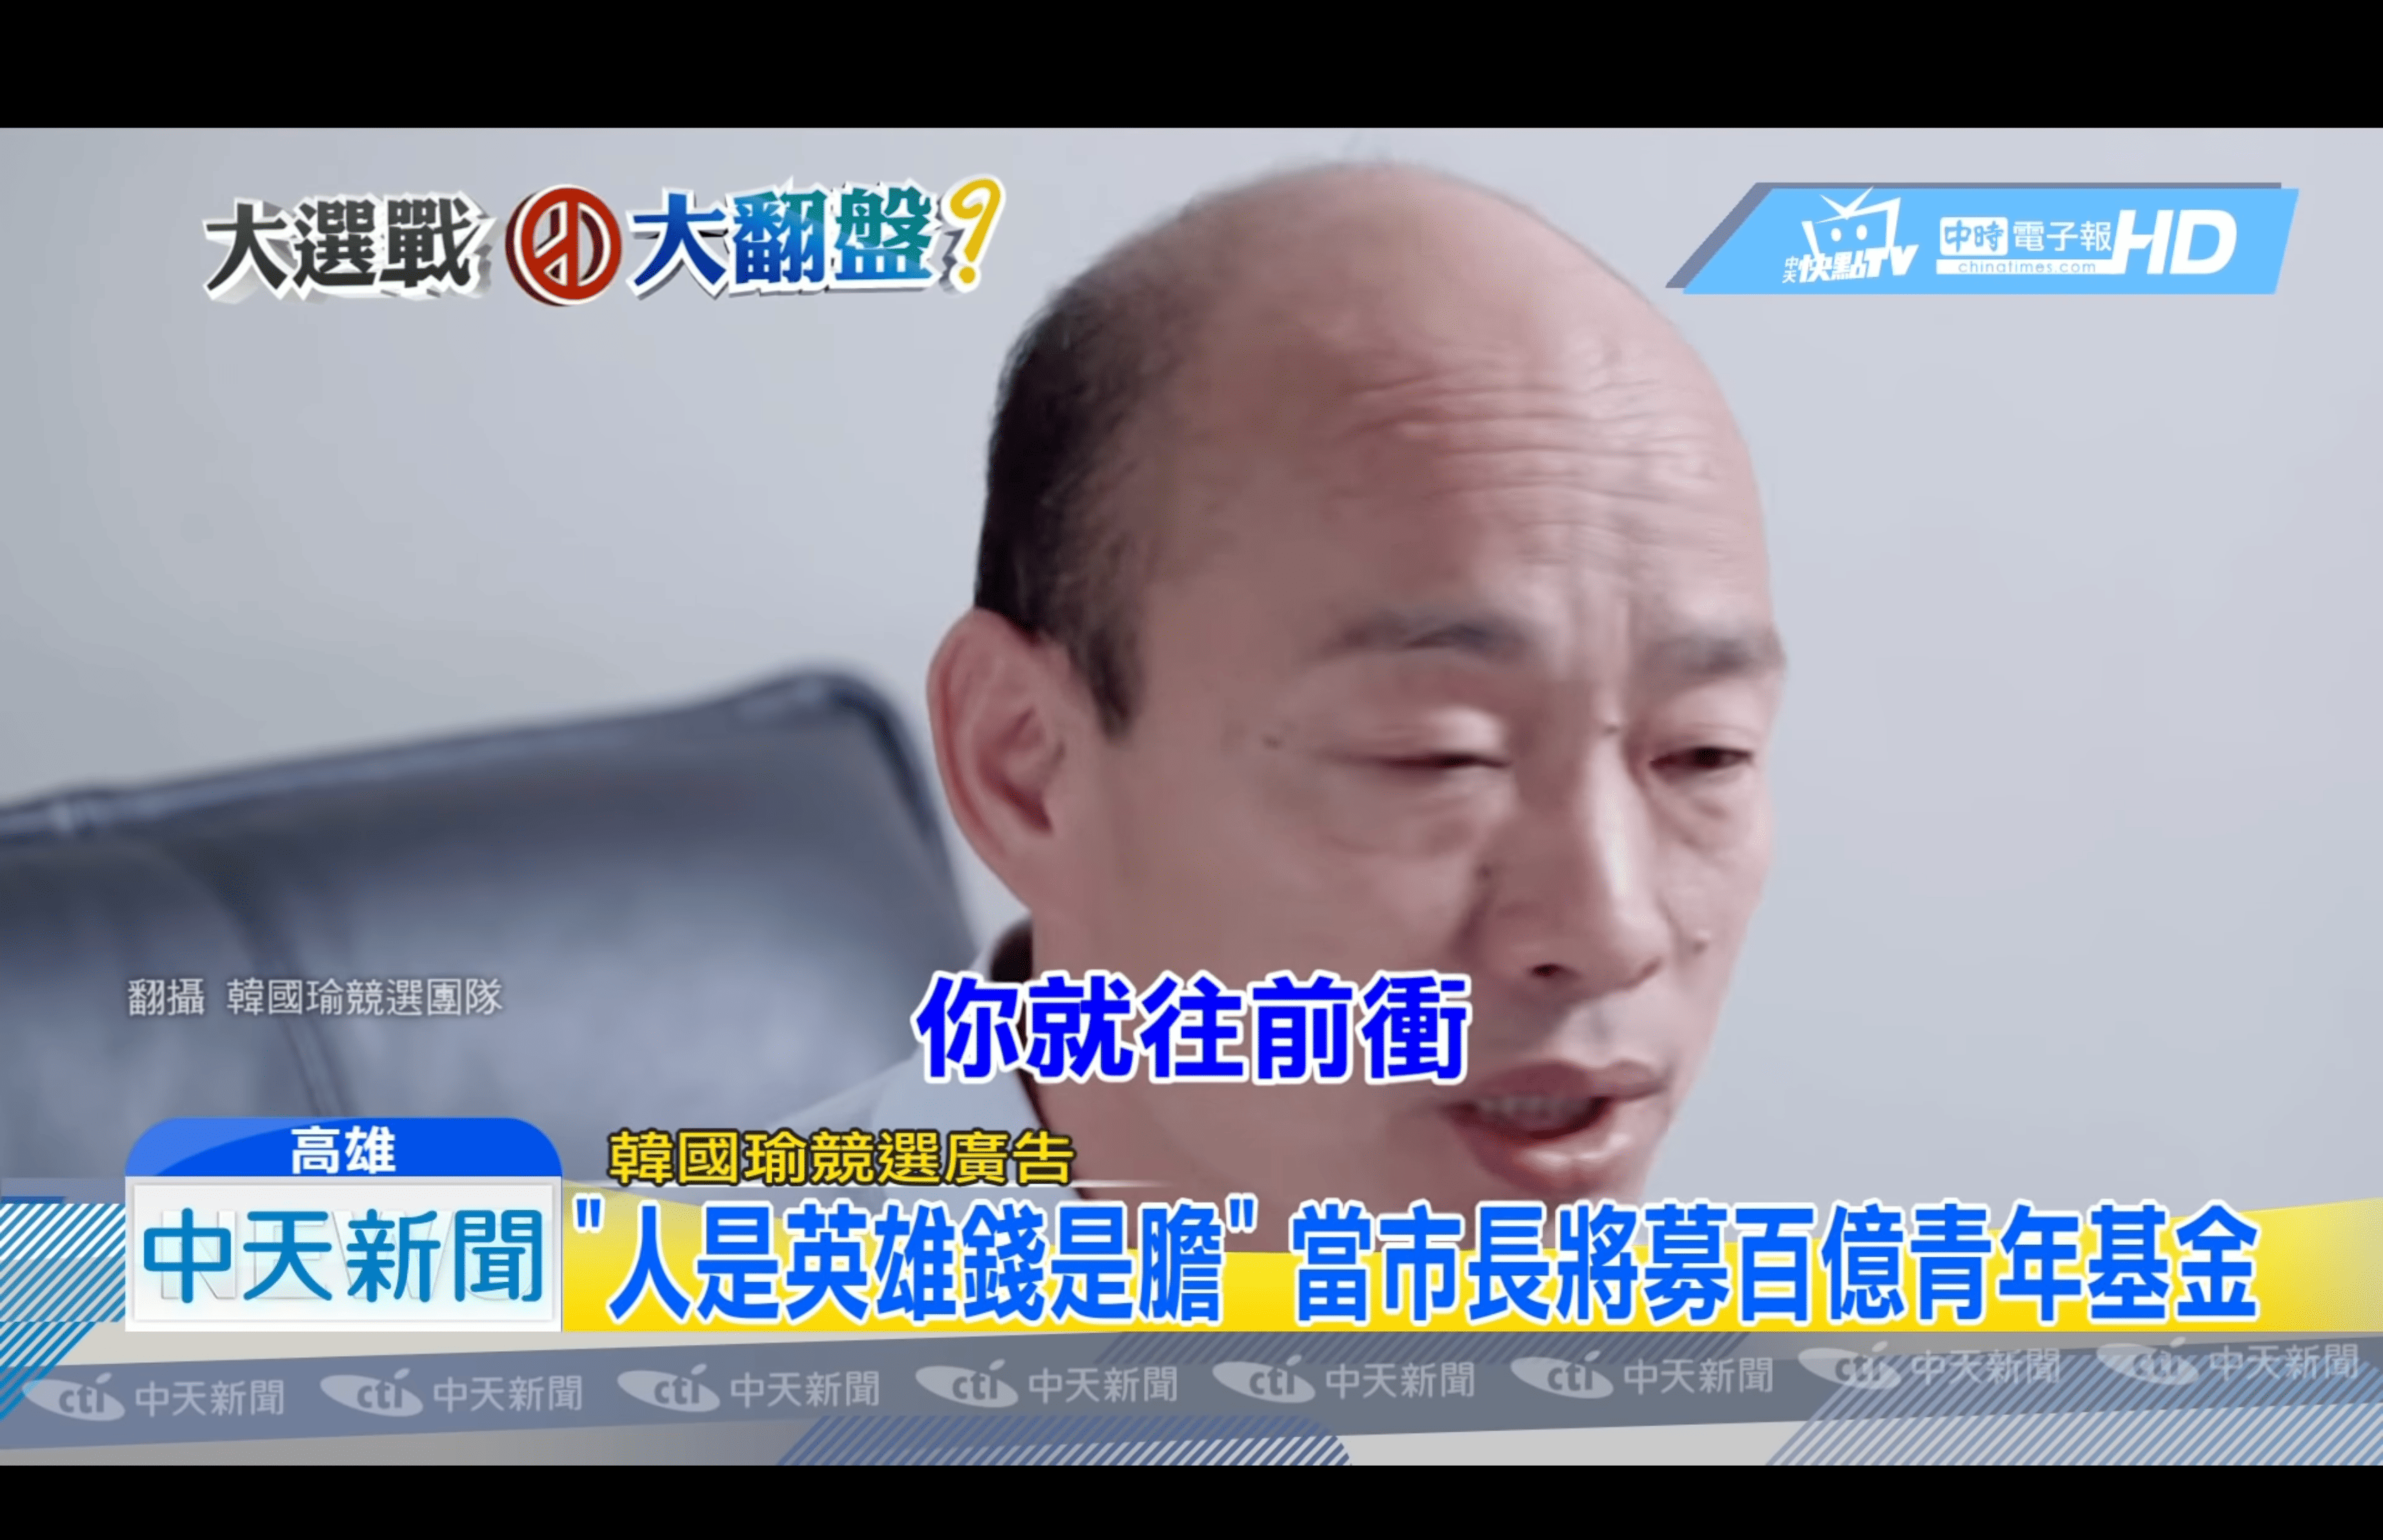 大選戰 大翻盤?
中天快點TV 中時電子報 HD
chinatimes.com
翻攝 韓國瑜競選團隊
你就往前衝
高雄
韓國瑜競選廣告
中天新聞
"人是英雄錢是膽" 當市長將募百億青年基金
cti 中天新聞 cti 中天新聞 cti 中天新聞 cti 中天新聞 cti 中天新聞 cti 中天新聞 cti 中天新聞 cti 中天新聞